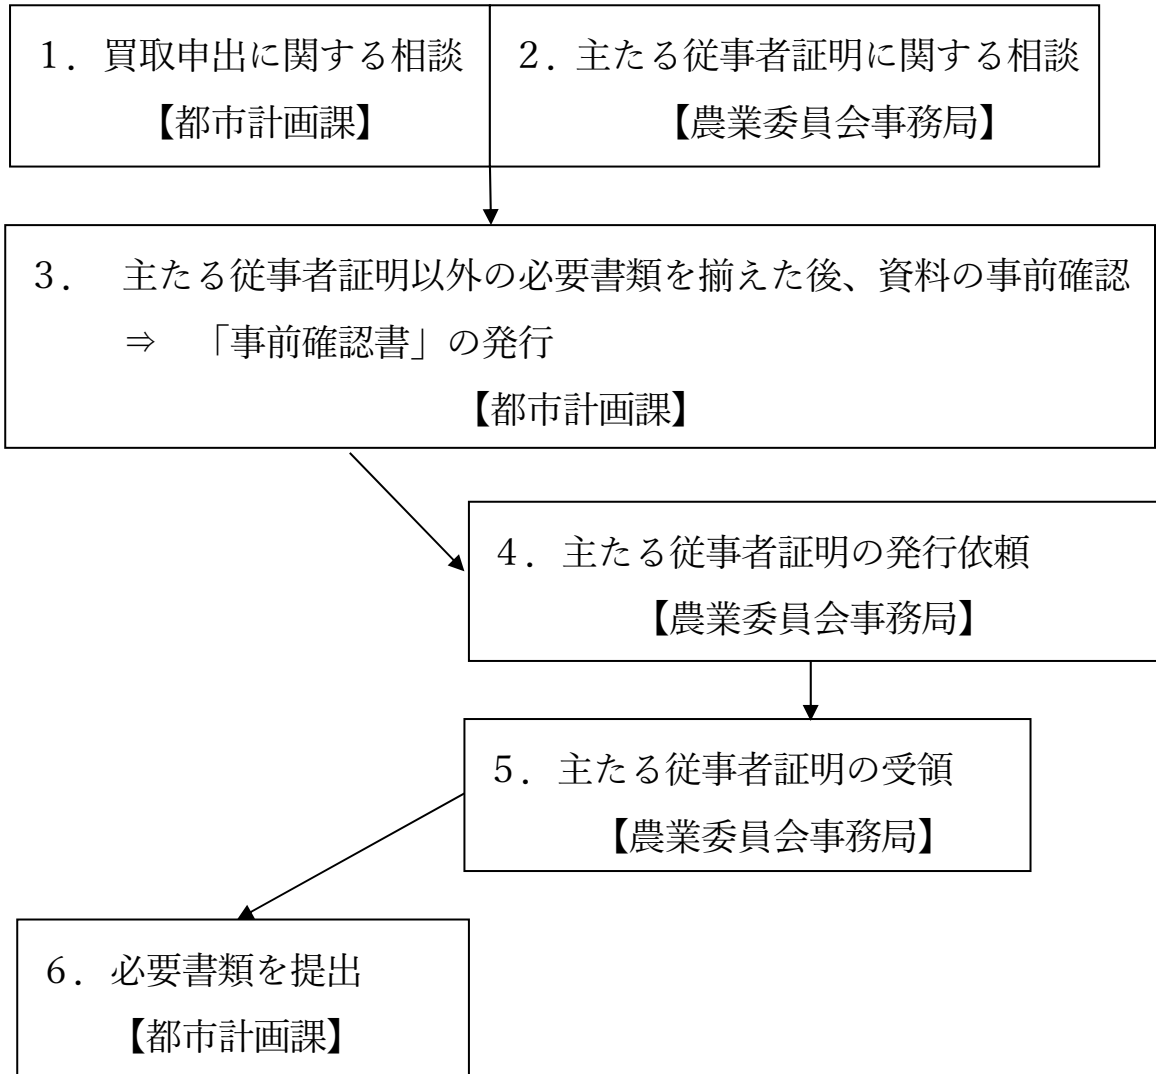 １．買取申出に関する相談
【都市計画課】
２．主たる従事者証明に関する相談
【農業委員会事務局】
３．　主たる従事者証明以外の必要書類を揃えた後、資料の事前確認
⇒　「事前確認書」の発行
【都市計画課】
４．主たる従事者証明の発行依頼
【農業委員会事務局】
５．主たる従事者証明の受領
【農業委員会事務局】
６．必要書類を提出
【都市計画課】